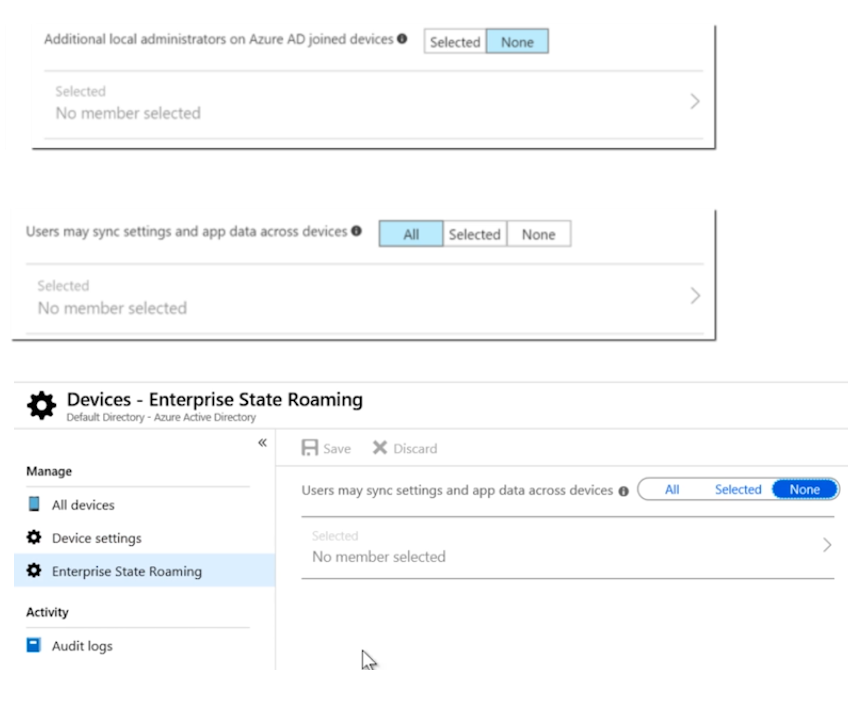 Additional local administrators on Azure AD joined devices Selected None
Selected
No member selected
Users may sync settings and app data across devices All Selected None
Selected
No member selected
Devices - Enterprise State Roaming
Default Directory - Azure Active Directory
« Save Discard
Manage
Users may sync settings and app data across devices All Selected None
All devices
Selected
Device settings
No member selected
Enterprise State Roaming
Activity
Audit logs